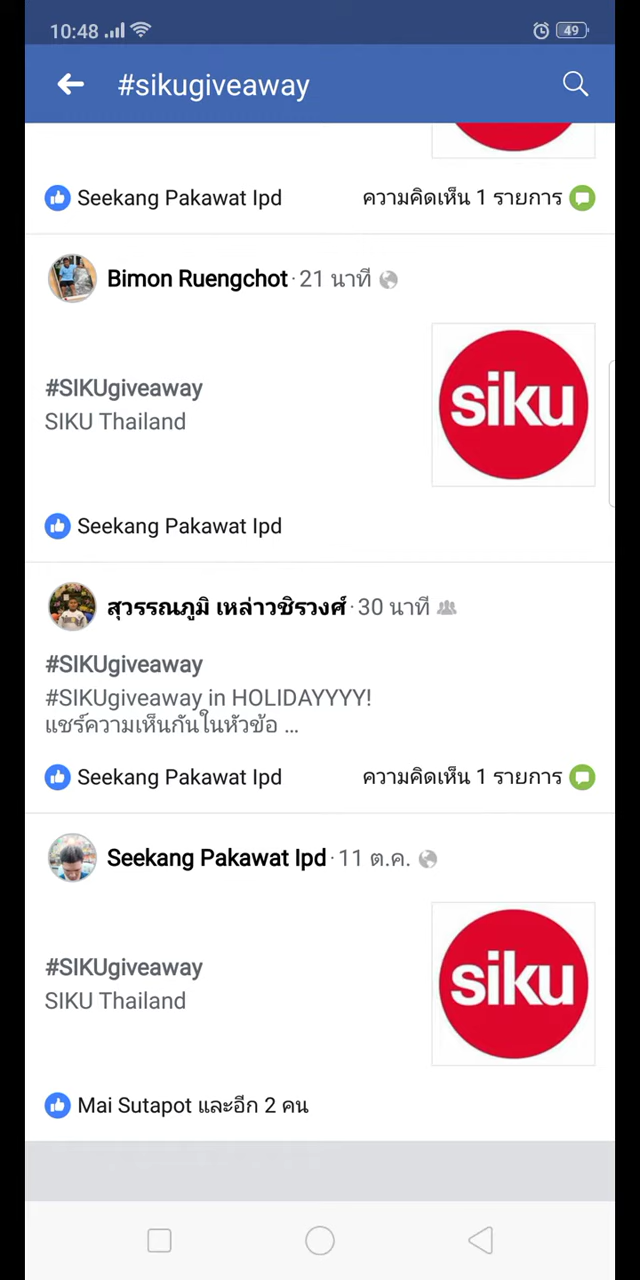 10:48
49
#sikugiveaway
Seekang Pakawat Ipd ความคิดเห็น 1 รายการ
Bimon Ruengchot · 21 นาที
#SIKUgiveaway
SIKU Thailand
siku
Seekang Pakawat Ipd
สุวรรณภูมิ เหล่าวชิรวงศ์ · 30 นาที
#SIKUgiveaway
#SIKUgiveaway in HOLIDAYYYY!
แชร์ความเห็นกันในหัวข้อ ...
Seekang Pakawat Ipd ความคิดเห็น 1 รายการ
Seekang Pakawat Ipd · 11 ต.ค.
#SIKUgiveaway
SIKU Thailand
siku
Mai Sutapot และอีก 2 คน